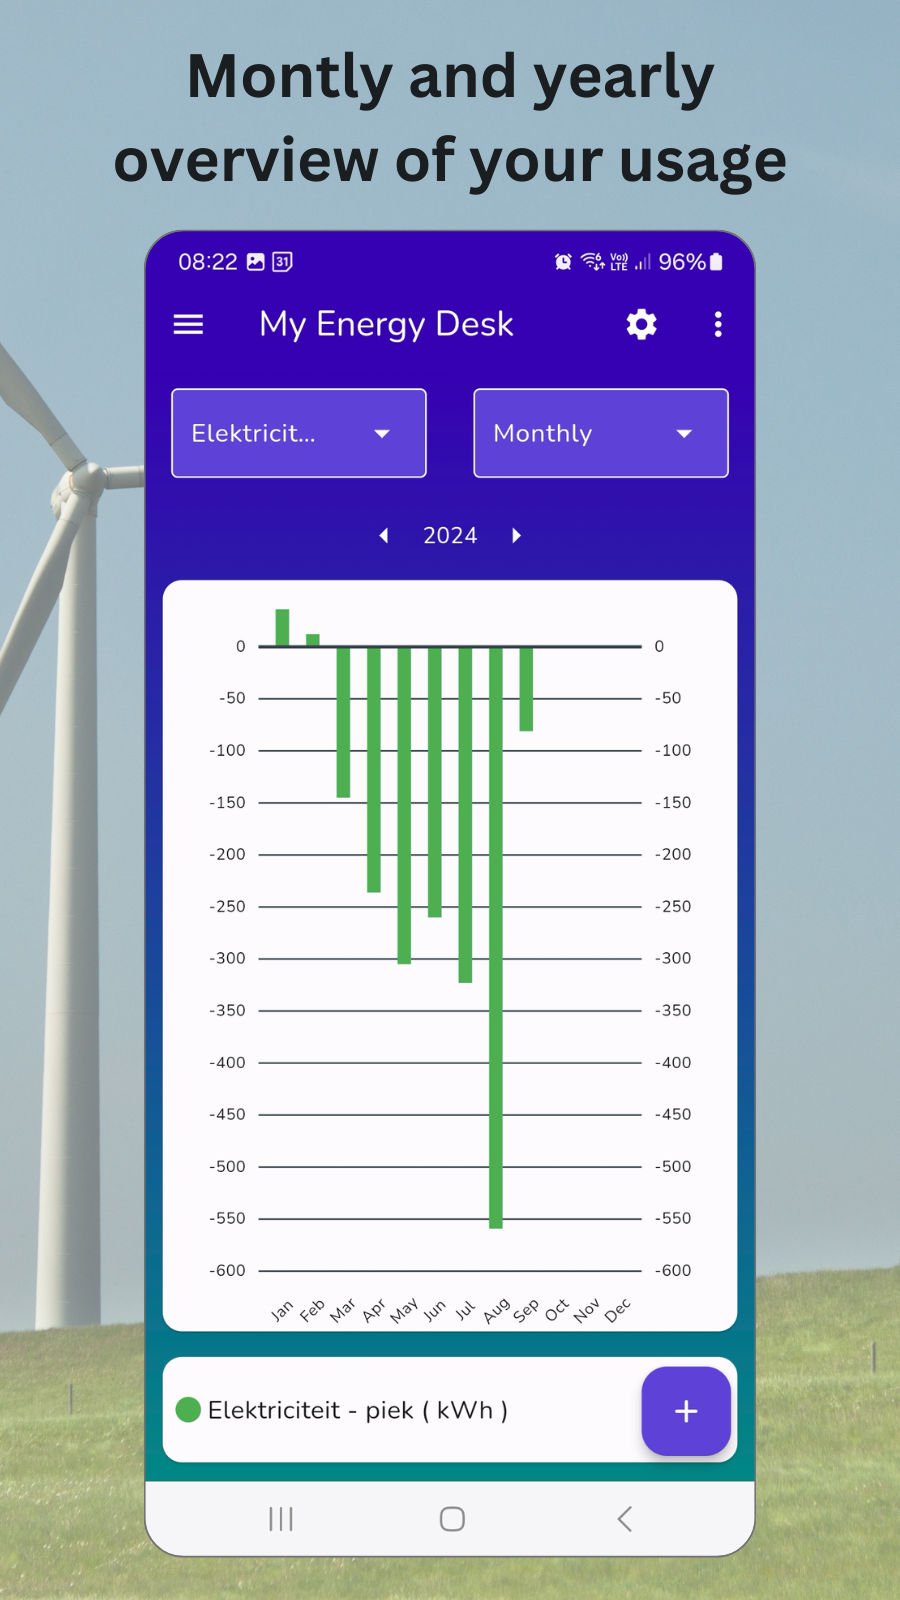 Montly and yearly
overview of your usage
08:22 31 6 Vo)) LTE 96%
My Energy Desk
Elektricit...
Monthly
2024
0 0
-50 -50
-100 -100
-150 -150
-200 -200
-250 -250
-300 -300
-350 -350
-400 -400
-450 -450
-500 -500
-550 -550
-600 -600
Jan Feb Mar Apr May Jun Jul Aug Sep Oct Nov Dec
Elektriciteit - piek ( kWh )
+